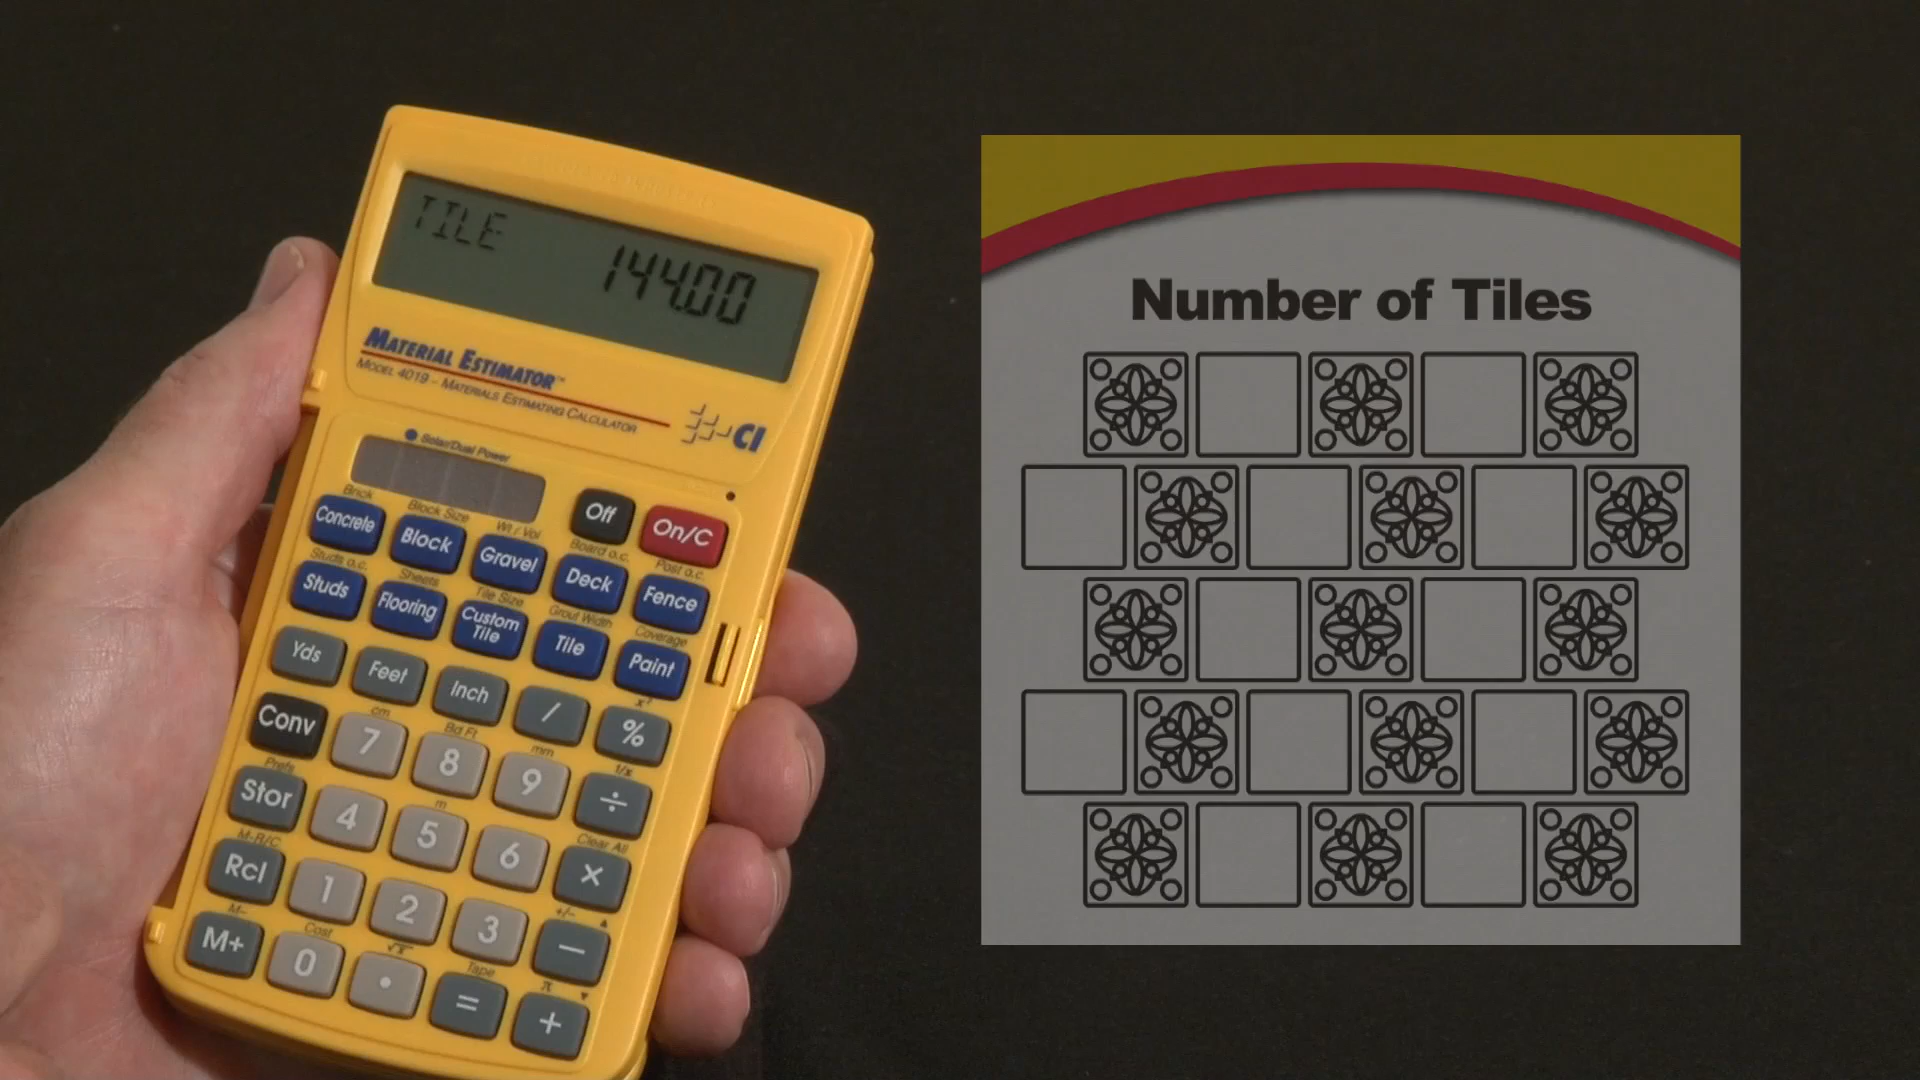 TILE
144.00
MATERIAL ESTIMATOR™
MODEL 4019 – MATERIALS ESTIMATING CALCULATOR
CI
Solar/Dual Power
Off
On/C
Brick
Block Size
Wt / Vol
Board o.c.
Post o.c.
Concrete
Block
Gravel
Deck
Fence
Studs o.c.
Sheets
Tile Size
Grout Width
Coverage
Studs
Flooring
Custom Tile
Tile
Paint
x²
Yds
Feet
Inch
/
%
cm
Bd Ft
mm
1/x
Conv
7
8
9
÷
Prefs
m
Clear All
Stor
4
5
6
×
M-R/C
+/−
Rcl
1
2
3
−
M-
Cost
√x
Tape
π
M+
0
.
=
+
Number of Tiles